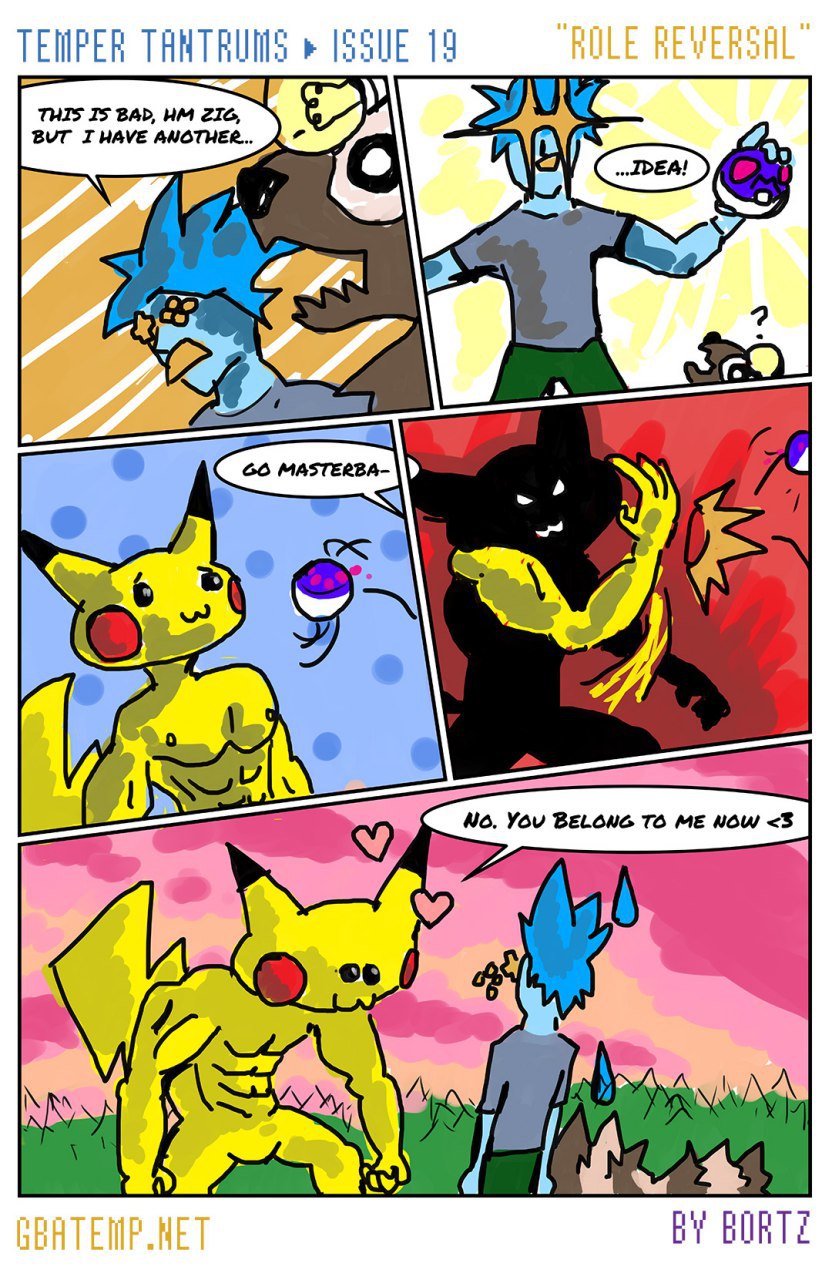 TEMPER TANTRUMS ▸ ISSUE 19
"ROLE REVERSAL"
THIS IS BAD, HM ZIG,
BUT I HAVE ANOTHER...
...IDEA!
?
GO MASTERBA-
NO. YOU BELONG TO ME NOW <3
GBATEMP.NET
BY BORTZ